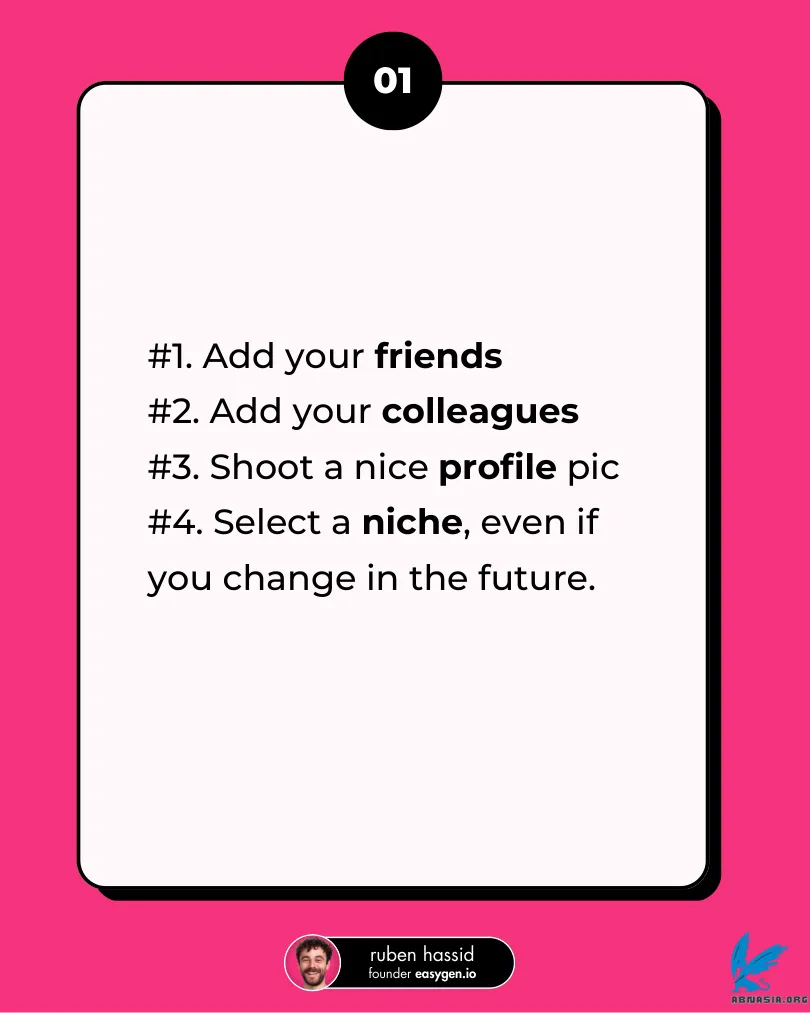 01
#1. Add your friends
#2. Add your colleagues
#3. Shoot a nice profile pic
#4. Select a niche, even if
you change in the future.
ruben hassid
founder easygen.io
ABNASIA.ORG